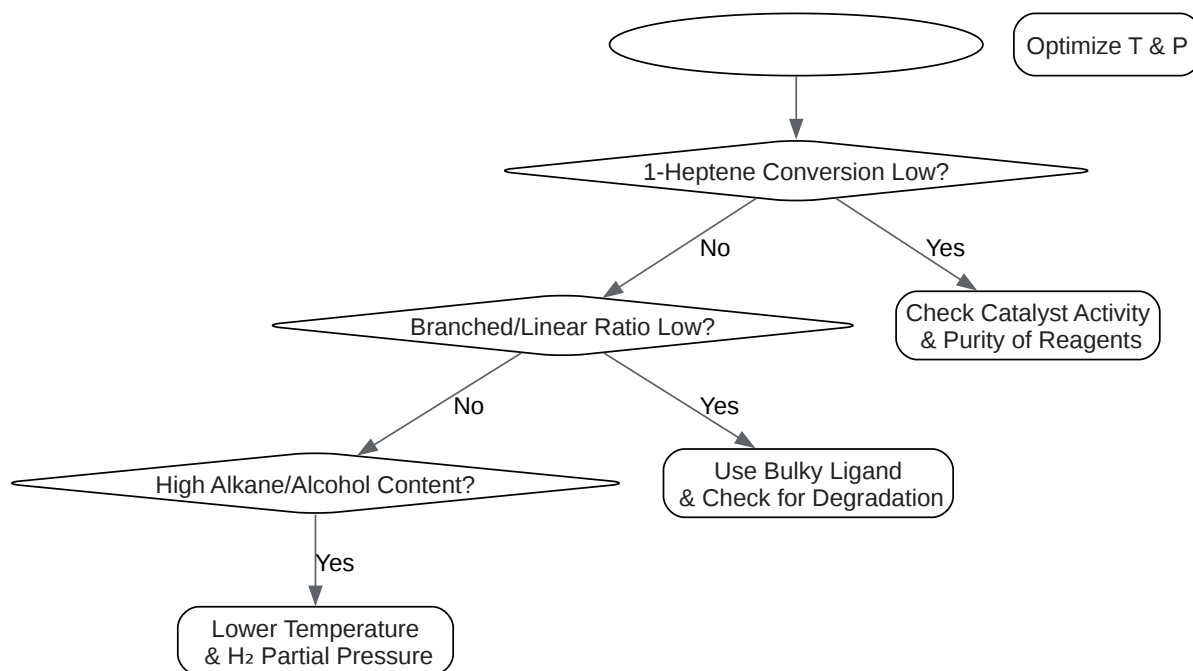 Optimize T & P
1-Heptene Conversion Low?
No
Yes
Check Catalyst Activity
& Purity of Reagents
Branched/Linear Ratio Low?
No
Yes
Use Bulky Ligand
& Check for Degradation
High Alkane/Alcohol Content?
Yes
Lower Temperature
& H₂ Partial Pressure